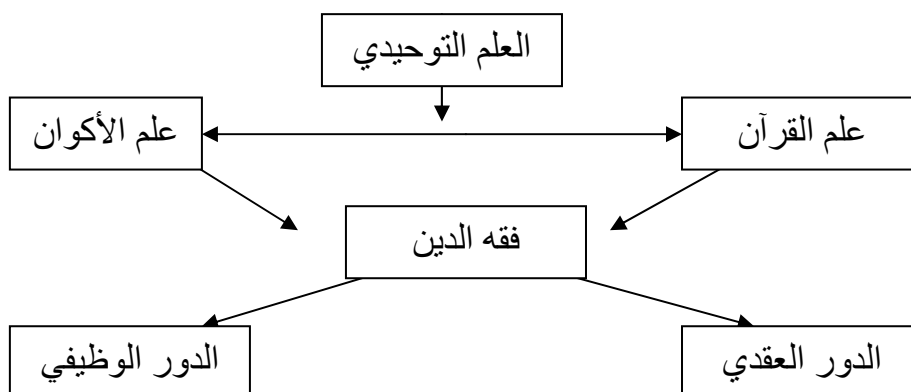 العلم التوحيدي
علم القرآن
علم الأكوان
فقه الدين
الدور العقدي
الدور الوظيفي